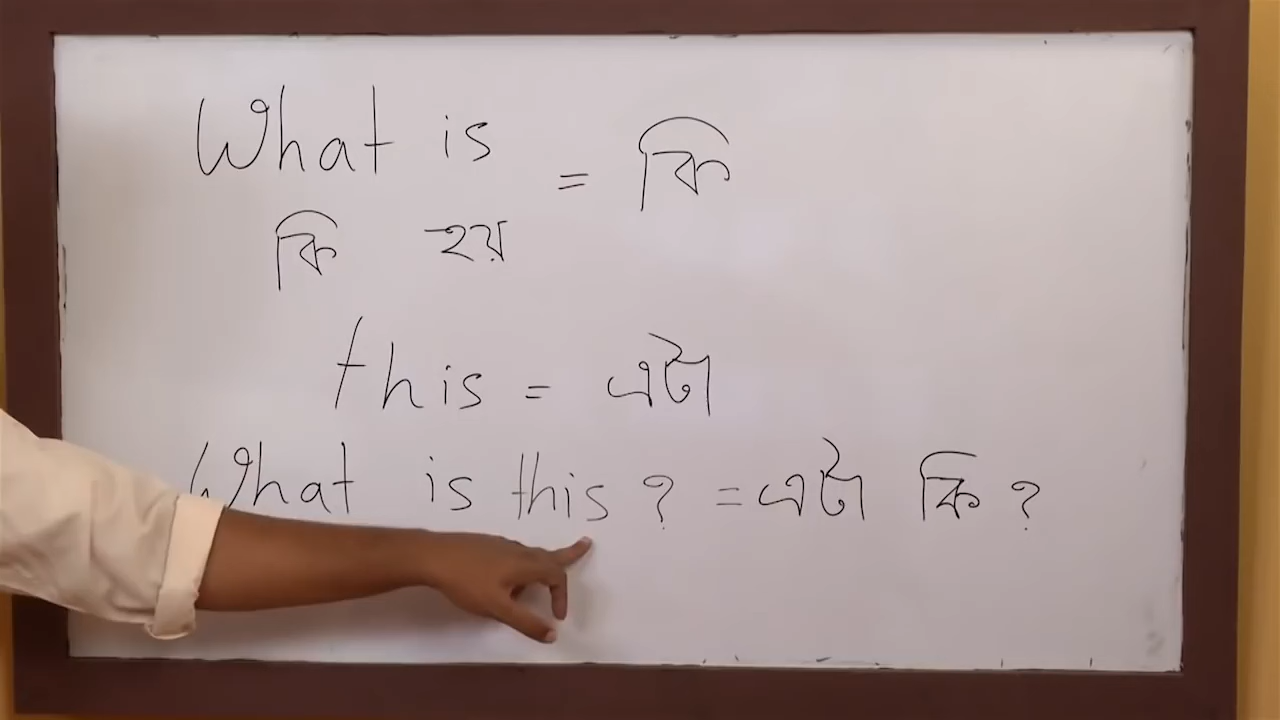 What is = কি
কি হয়
this = এটা
What is this ? = এটা কি ?